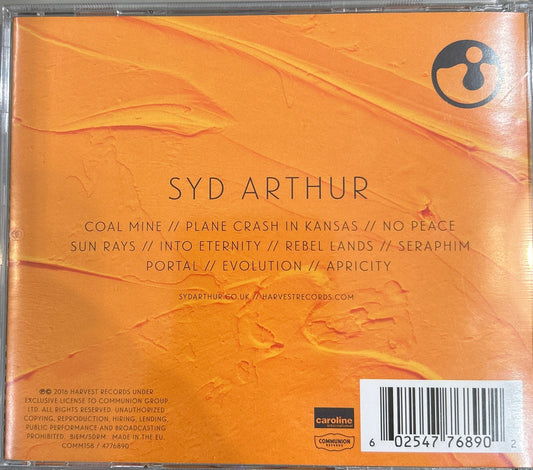 SYD ARTHUR
COAL MINE // PLANE CRASH IN KANSAS // NO PEACE
SUN RAYS // INTO ETERNITY // REBEL LANDS // SERAPHIM
PORTAL // EVOLUTION // APRICITY
SYDARTHUR.CO.UK // HARVESTRECORDS.COM
℗© 2016 HARVEST RECORDS UNDER
EXCLUSIVE LICENSE TO COMMUNION GROUP
LTD. ALL RIGHTS RESERVED. UNAUTHORIZED
COPYING, REPRODUCTION, HIRING, LENDING,
PUBLIC PERFORMANCE AND BROADCASTING
PROHIBITED. BIEM/SDRM. MADE IN THE EU.
COMM158 / 4776890
caroline
COMMUNION
RECORDS
6 02547 76890 2